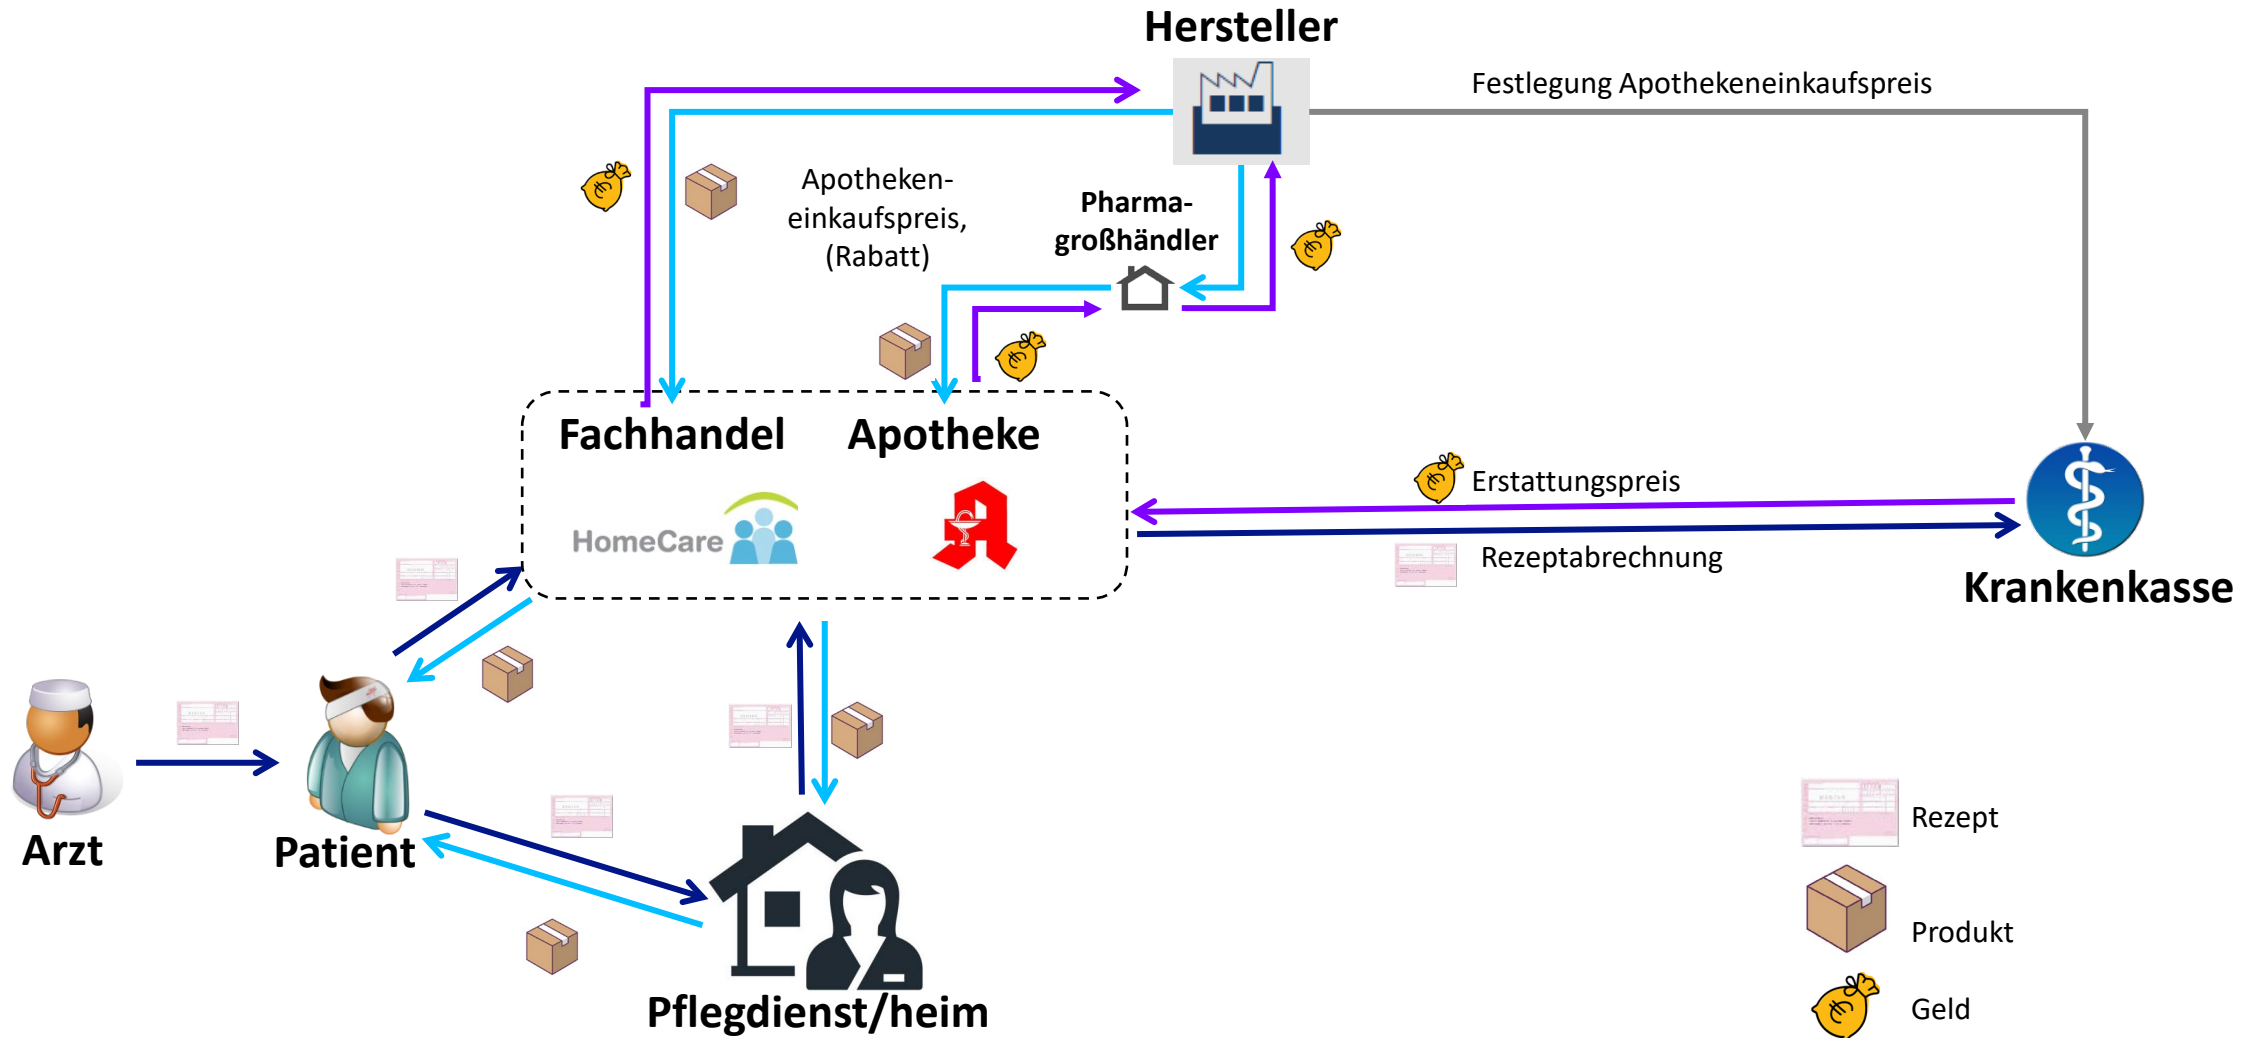 Hersteller
Festlegung Apothekeneinkaufspreis
Apotheken-
einkaufspreis,
(Rabatt)
Pharma-
großhändler
Fachhandel
Apotheke
HomeCare
Erstattungspreis
Rezeptabrechnung
Krankenkasse
Arzt
Patient
Pflegdienst/heim
Rezept
Produkt
Geld